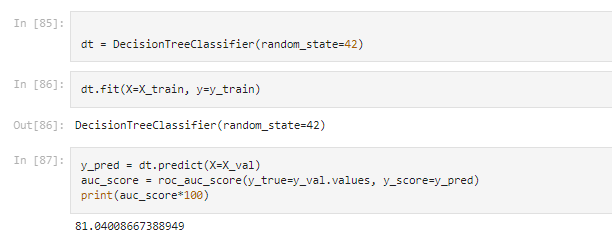 In [85]:
dt = DecisionTreeClassifier(random_state=42)
In [86]:
dt.fit(X=X_train, y=y_train)
Out[86]: DecisionTreeClassifier(random_state=42)
In [87]:
y_pred = dt.predict(X=X_val)
auc_score = roc_auc_score(y_true=y_val.values, y_score=y_pred)
print(auc_score*100)
81.04008667388949